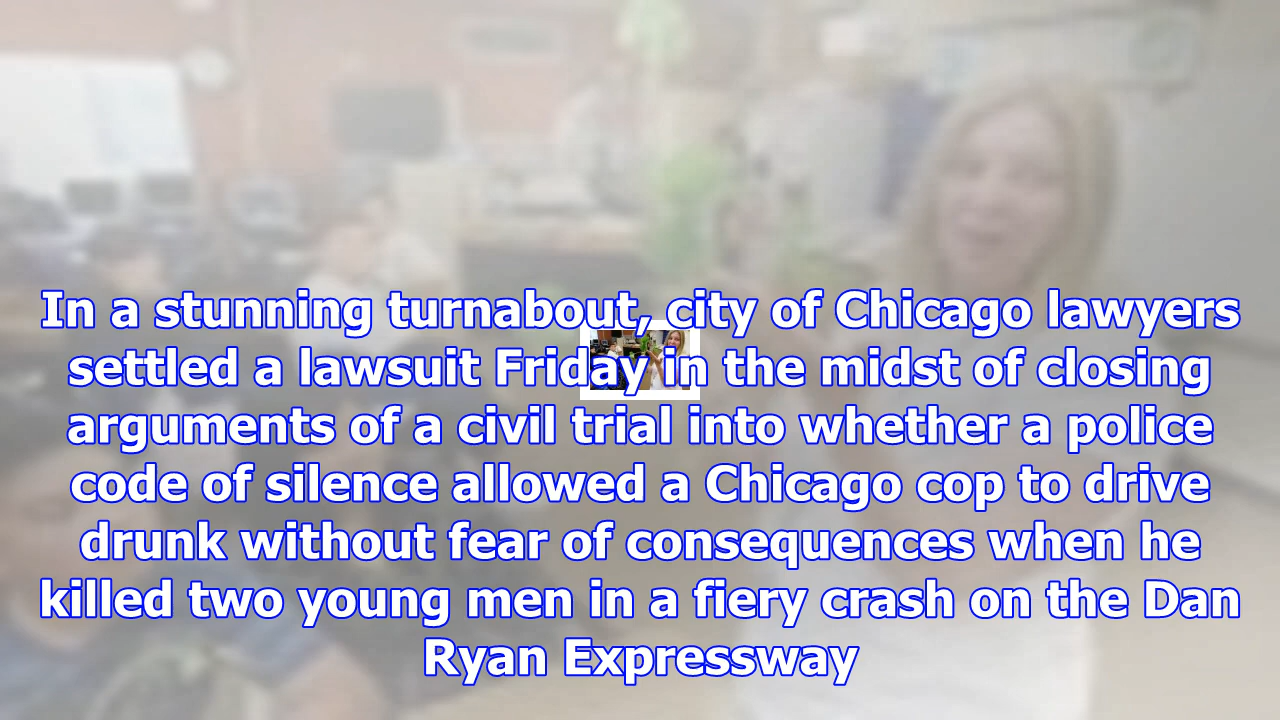 In a stunning turnabout, city of Chicago lawyers
settled a lawsuit Friday in the midst of closing
arguments of a civil trial into whether a police
code of silence allowed a Chicago cop to drive
drunk without fear of consequences when he
killed two young men in a fiery crash on the Dan
Ryan Expressway